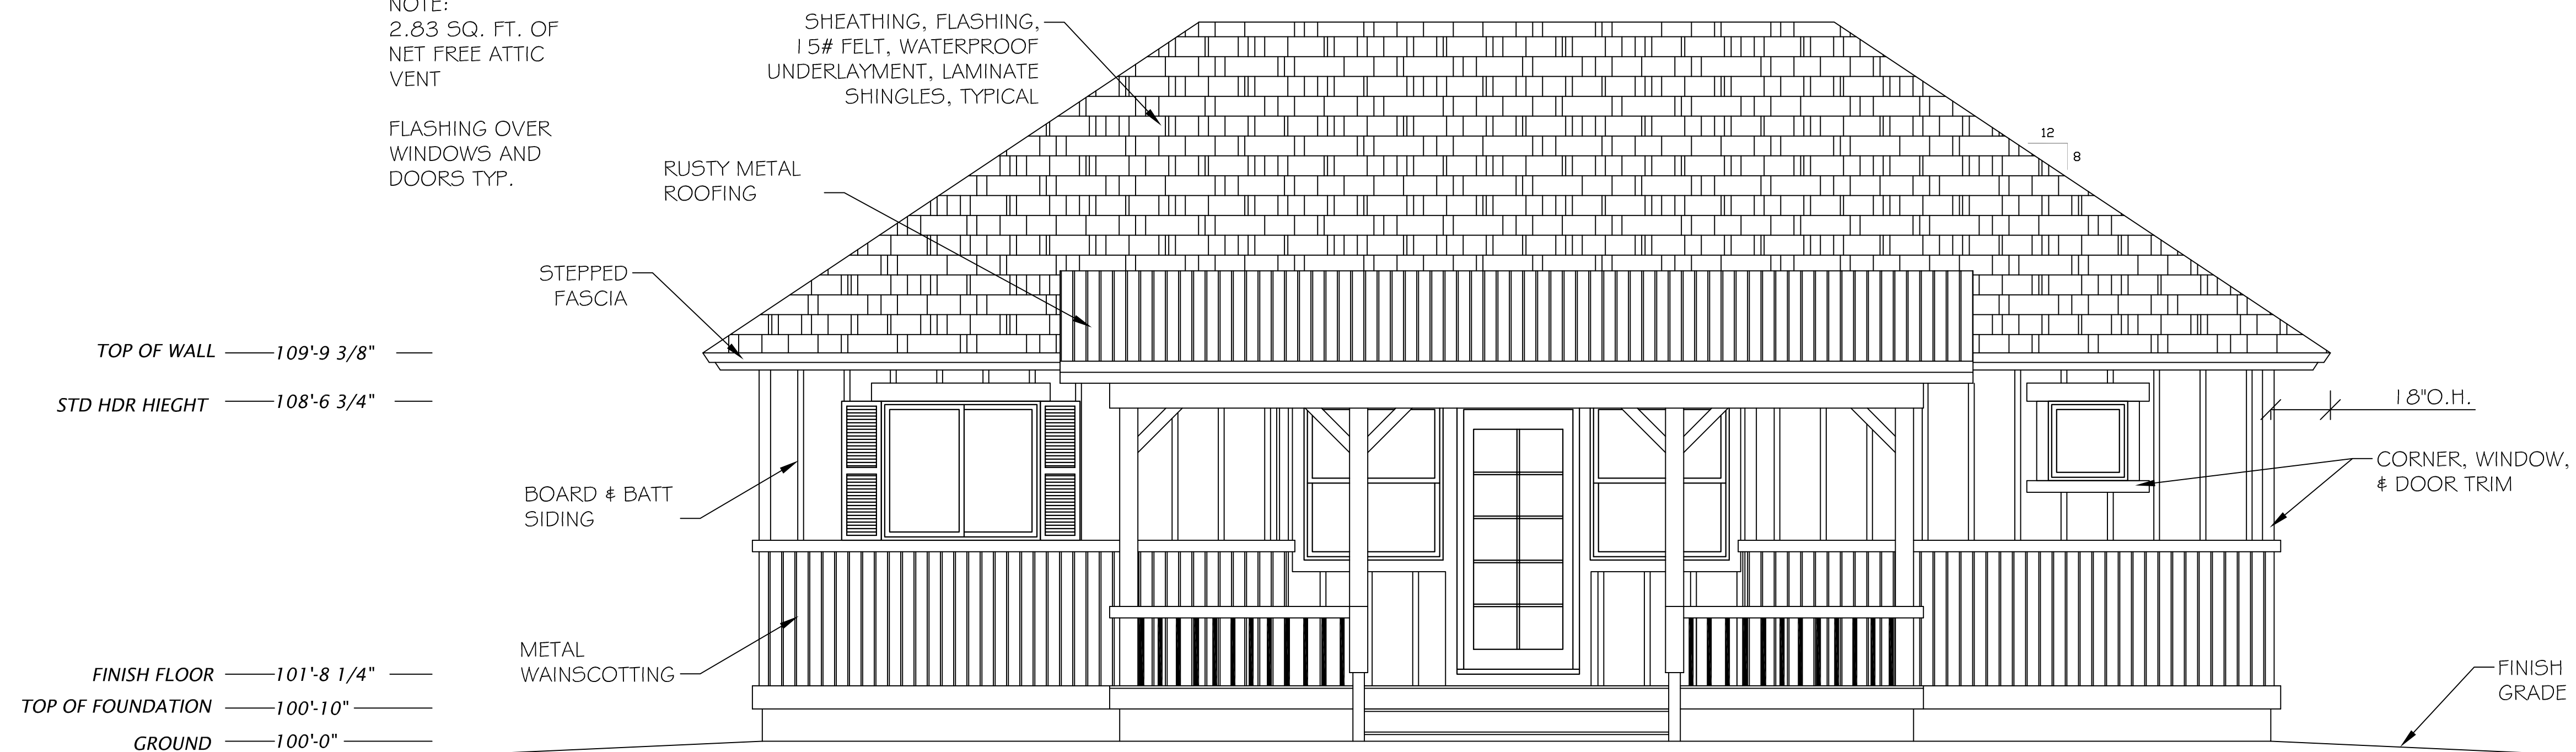 NOTE:
2.83 SQ. FT. OF
NET FREE ATTIC
VENT
FLASHING OVER
WINDOWS AND
DOORS TYP.
SHEATHING, FLASHING,
15# FELT, WATERPROOF
UNDERLAYMENT, LAMINATE
SHINGLES, TYPICAL
RUSTY METAL
ROOFING
12
8
STEPPED
FASCIA
TOP OF WALL 109'-9 3/8"
STD HDR HIEGHT 108'-6 3/4"
18"O.H.
CORNER, WINDOW,
& DOOR TRIM
BOARD & BATT
SIDING
METAL
WAINSCOTTING
FINISH FLOOR 101'-8 1/4"
TOP OF FOUNDATION 100'-10"
GROUND 100'-0"
FINISH
GRADE